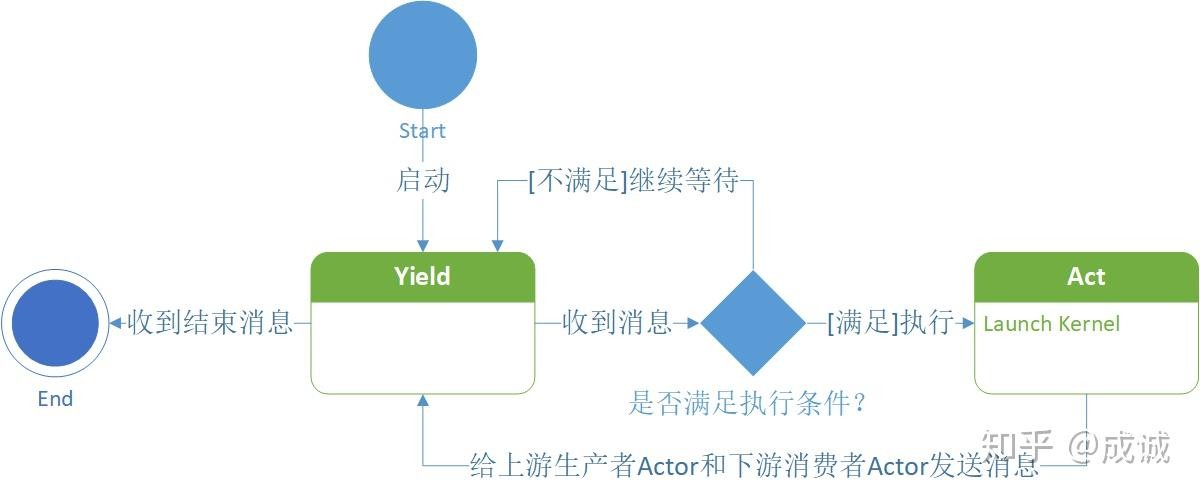 Start
启动
[不满足]继续等待
Yield
Act
收到结束消息
收到消息
[满足]执行
Launch Kernel
End
是否满足执行条件？
给上游生产者Actor和下游消费者Actor发送消息
知乎 @成诚